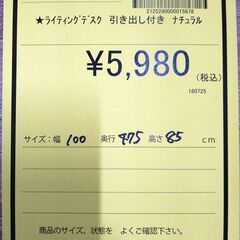 2125290000015678
★ライティングデスク 引き出し付き ナチュラル
¥5,980
(税込)
180725
サイズ:幅 100 奥行 47.5 高さ 85 cm
商品のサイズ、状態を よくご確認下さい。